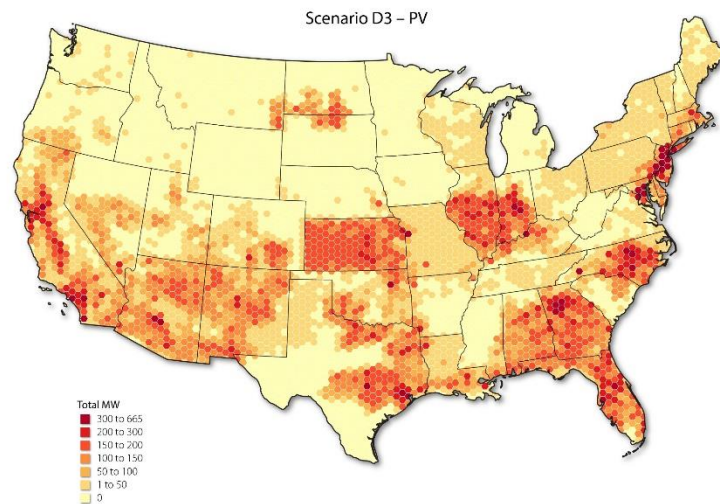 Scenario D3 – PV
Total MW
300 to 665
200 to 300
150 to 200
100 to 150
50 to 100
1 to 50
0